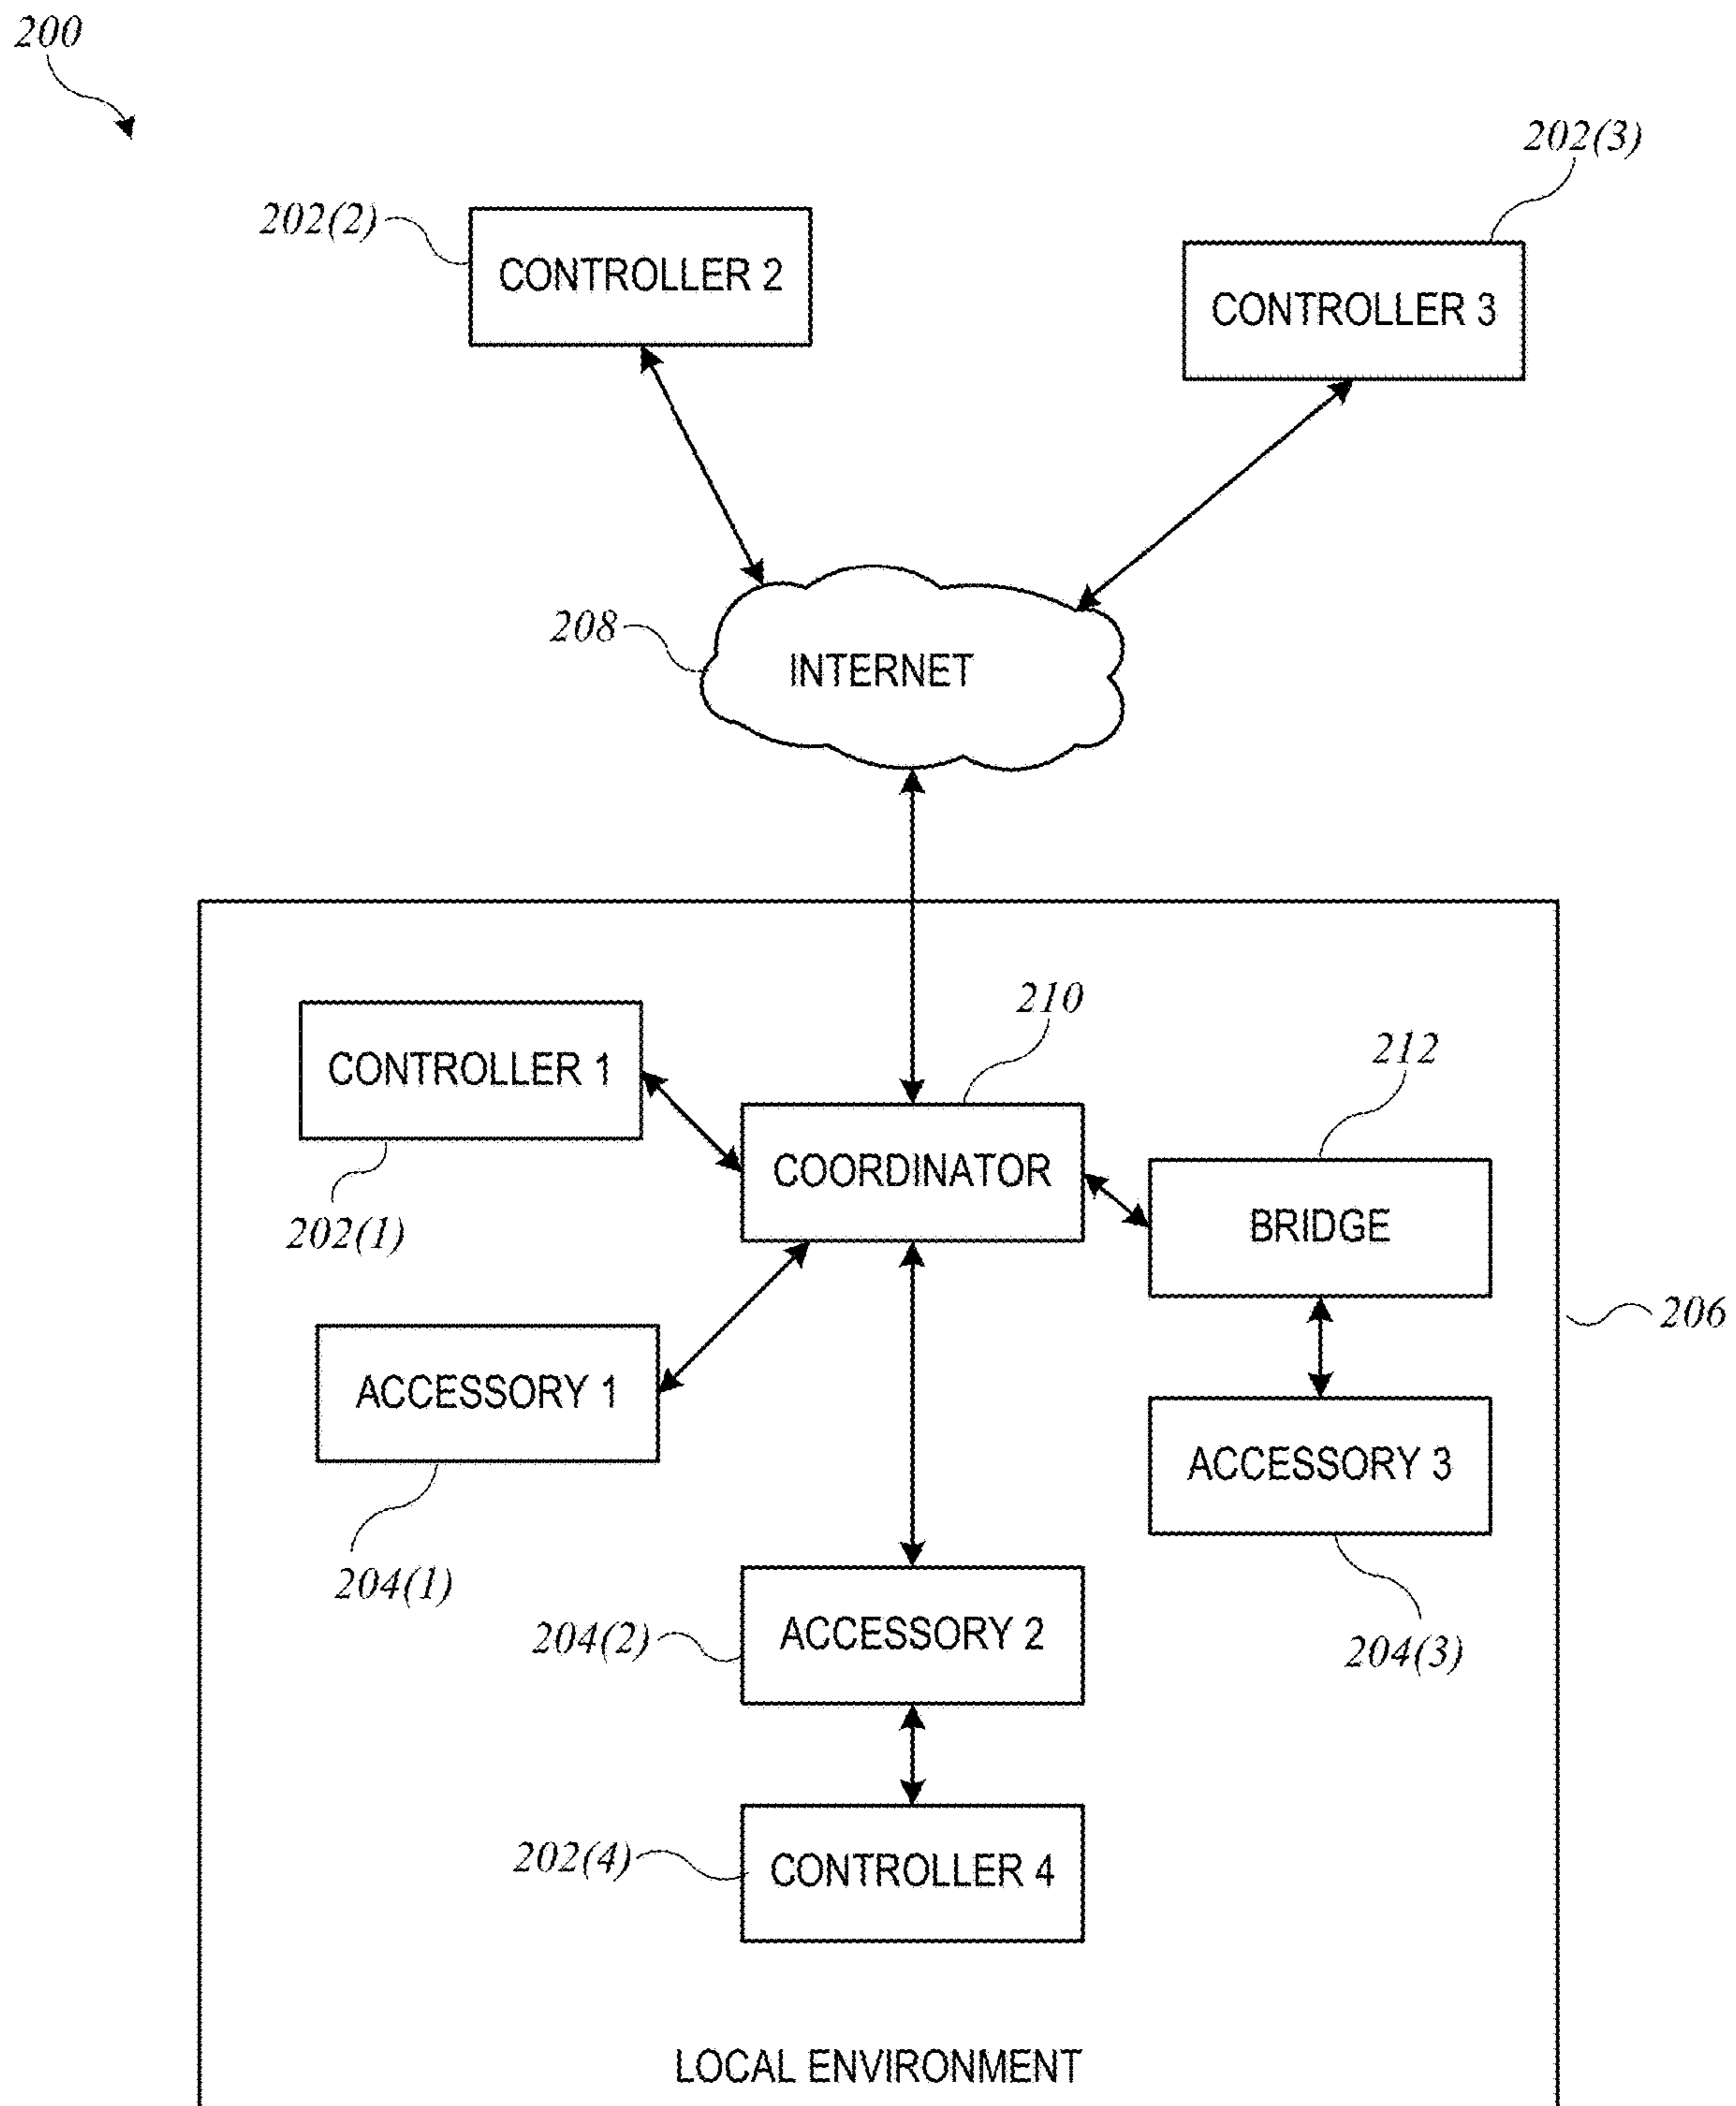 200
202(3)
202(2)
CONTROLLER 2
CONTROLLER 3
208
INTERNET
210
CONTROLLER 1
212
COORDINATOR
202(1)
BRIDGE
206
ACCESSORY 1
ACCESSORY 3
204(1)
204(2)
ACCESSORY 2
204(3)
202(4)
CONTROLLER 4
LOCAL ENVIRONMENT